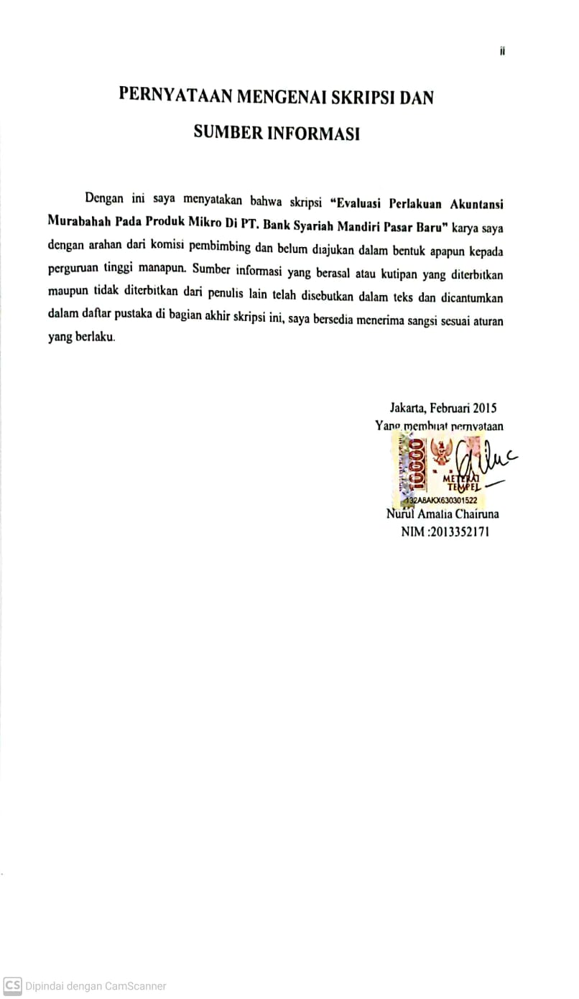 ii
PERNYATAAN MENGENAI SKRIPSI DAN
SUMBER INFORMASI
Dengan ini saya menyatakan bahwa skripsi “Evaluasi Perlakuan Akuntansi
Murabahah Pada Produk Mikro Di PT. Bank Syariah Mandiri Pasar Baru” karya saya
dengan arahan dari komisi pembimbing dan belum diajukan dalam bentuk apapun kepada
perguruan tinggi manapun. Sumber informasi yang berasal atau kutipan yang diterbitkan
maupun tidak diterbitkan dari penulis lain telah disebutkan dalam teks dan dicantumkan
dalam daftar pustaka di bagian akhir skripsi ini, saya bersedia menerima sangsi sesuai aturan
yang berlaku.
Jakarta, Februari 2015
Yang membuat pernyataan
10000
METERAI
TEMPEL
Nurul Amalia Chairuna
NIM :2013352171
CS Dipindai dengan CamScanner